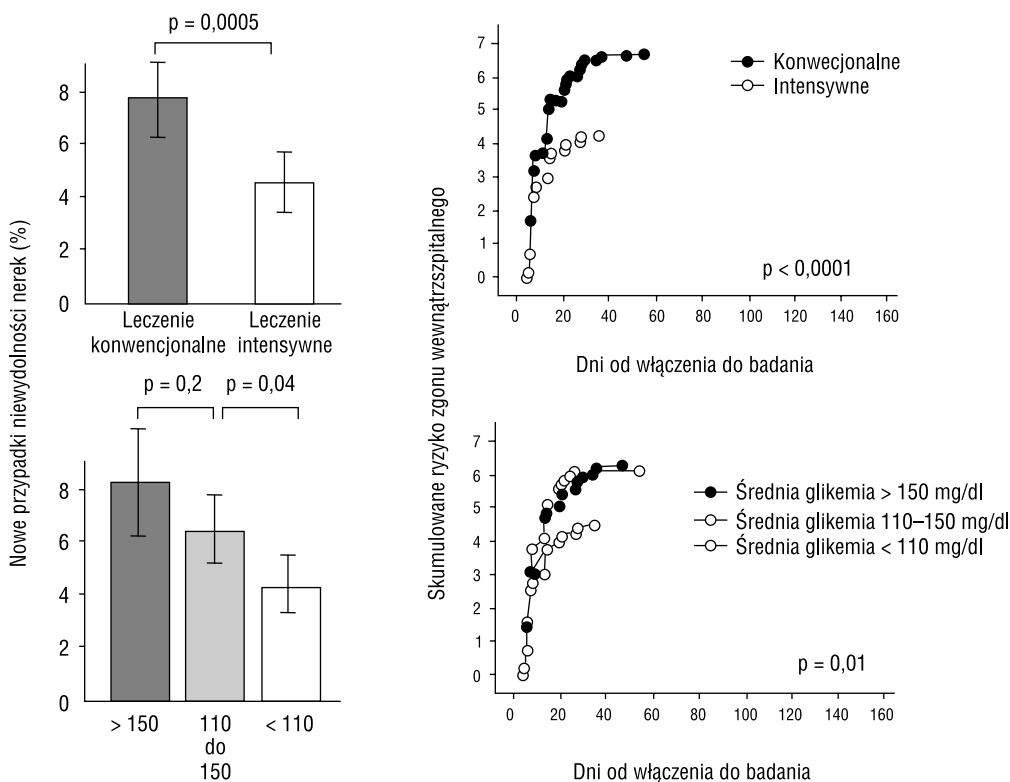 Nowe przypadki niewydolności nerek (%)
p = 0,0005
8
6
4
2
0
Leczenie
konwencjonalne
Leczenie
intensywne
p = 0,2
p = 0,04
8
6
4
2
0
> 150
110
do
150
< 110
Skumulowane ryzyko zgonu wewnątrzszpitalnego
7
6
5
4
3
2
1
0
Konwecjonalne
Intensywne
p < 0,0001
0 20 40 60 80 100 120 140 160
Dni od włączenia do badania
7
6
5
4
3
2
1
0
Średnia glikemia > 150 mg/dl
Średnia glikemia 110–150 mg/dl
Średnia glikemia < 110 mg/dl
p = 0,01
0 20 40 60 80 100 120 140 160
Dni od włączenia do badania